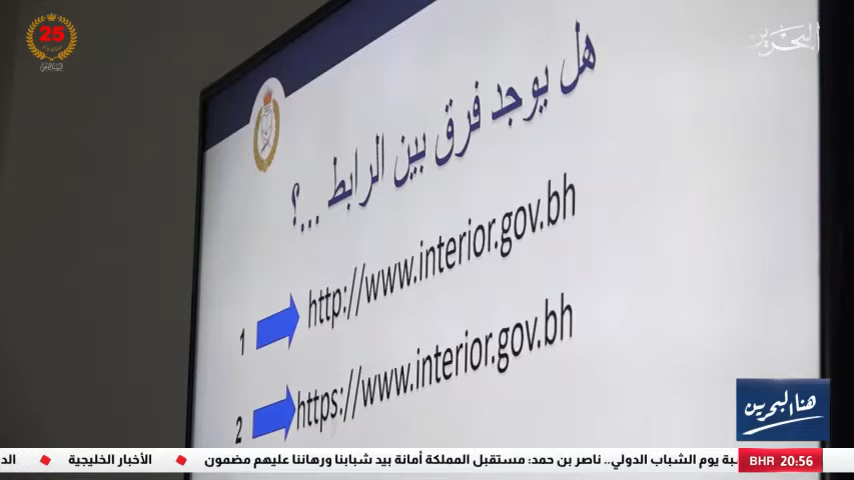 25
البحرين
هل يوجد فرق بين الرابط ...؟
1 http://www.interior.gov.bh
2 https://www.interior.gov.bh
هنا البحرين
يوم الشباب الدولي.. ناصر بن حمد: مستقبل المملكة أمانة بيد شبابنا ورهاننا عليهم مضمون
الأخبار الخليجية
BHR 20:56